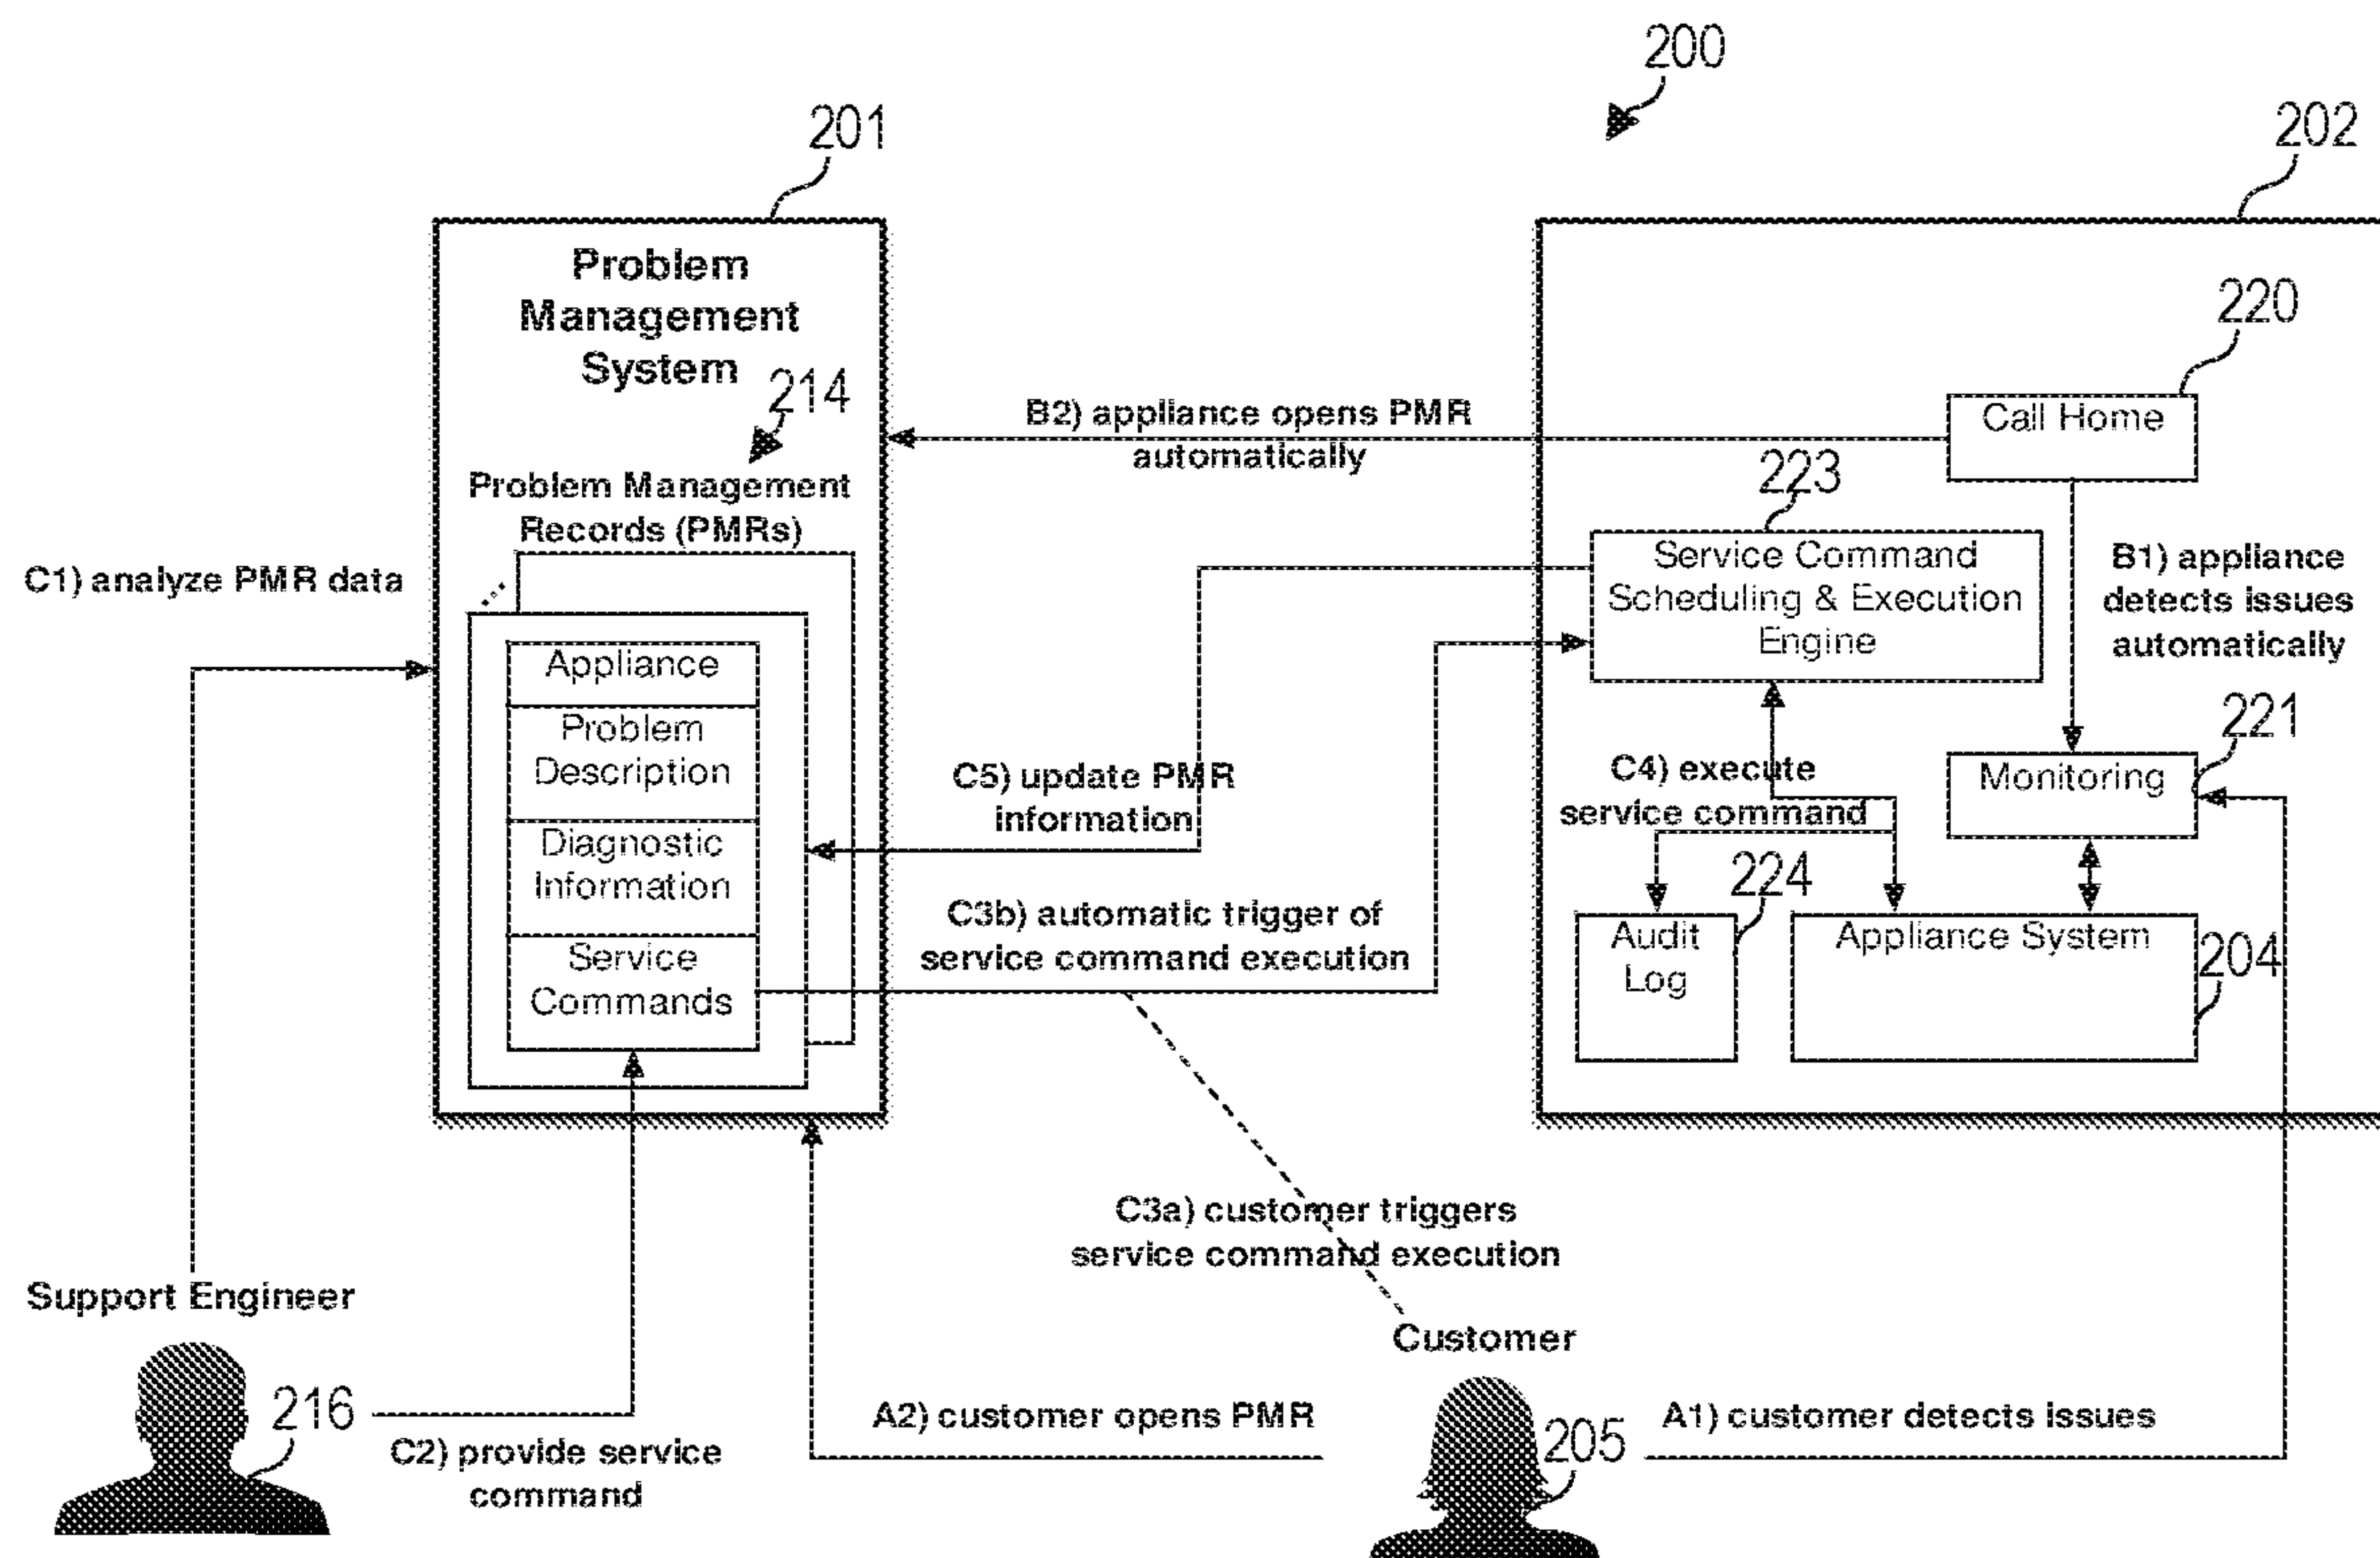 200
201
202
Problem
Management
System
214
Problem Management
Records (PMRs)
Appliance
Problem
Description
Diagnostic
Information
Service
Commands
C1) analyze PMR data
B2) appliance opens PMR
automatically
220
Call Home
223
Service Command
Scheduling & Execution
Engine
B1) appliance
detects issues
automatically
221
Monitoring
C4) execute
service command
C5) update PMR
information
224
Audit
Log
Appliance System
204
C3b) automatic trigger of
service command execution
C3a) customer triggers
service command execution
Support Engineer
216
C2) provide service
command
A2) customer opens PMR
Customer
205
A1) customer detects issues